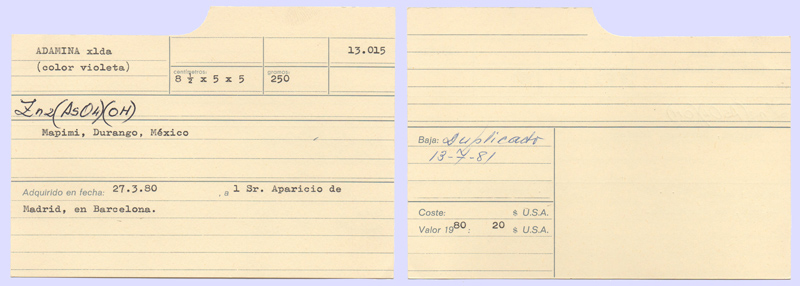 ADAMINA xlda
(color violeta)
13.015
centímetros:
8 ½ x 5 x 5
gramos:
250
Zn2(AsO4)(OH)
Mapimi, Durango, México
Adquirido en fecha: 27.3.80 a l Sr. Aparicio de
Madrid, en Barcelona.
Baja: Duplicado
13-7-81
Coste: $ U.S.A.
Valor 1980: 20 $ U.S.A.